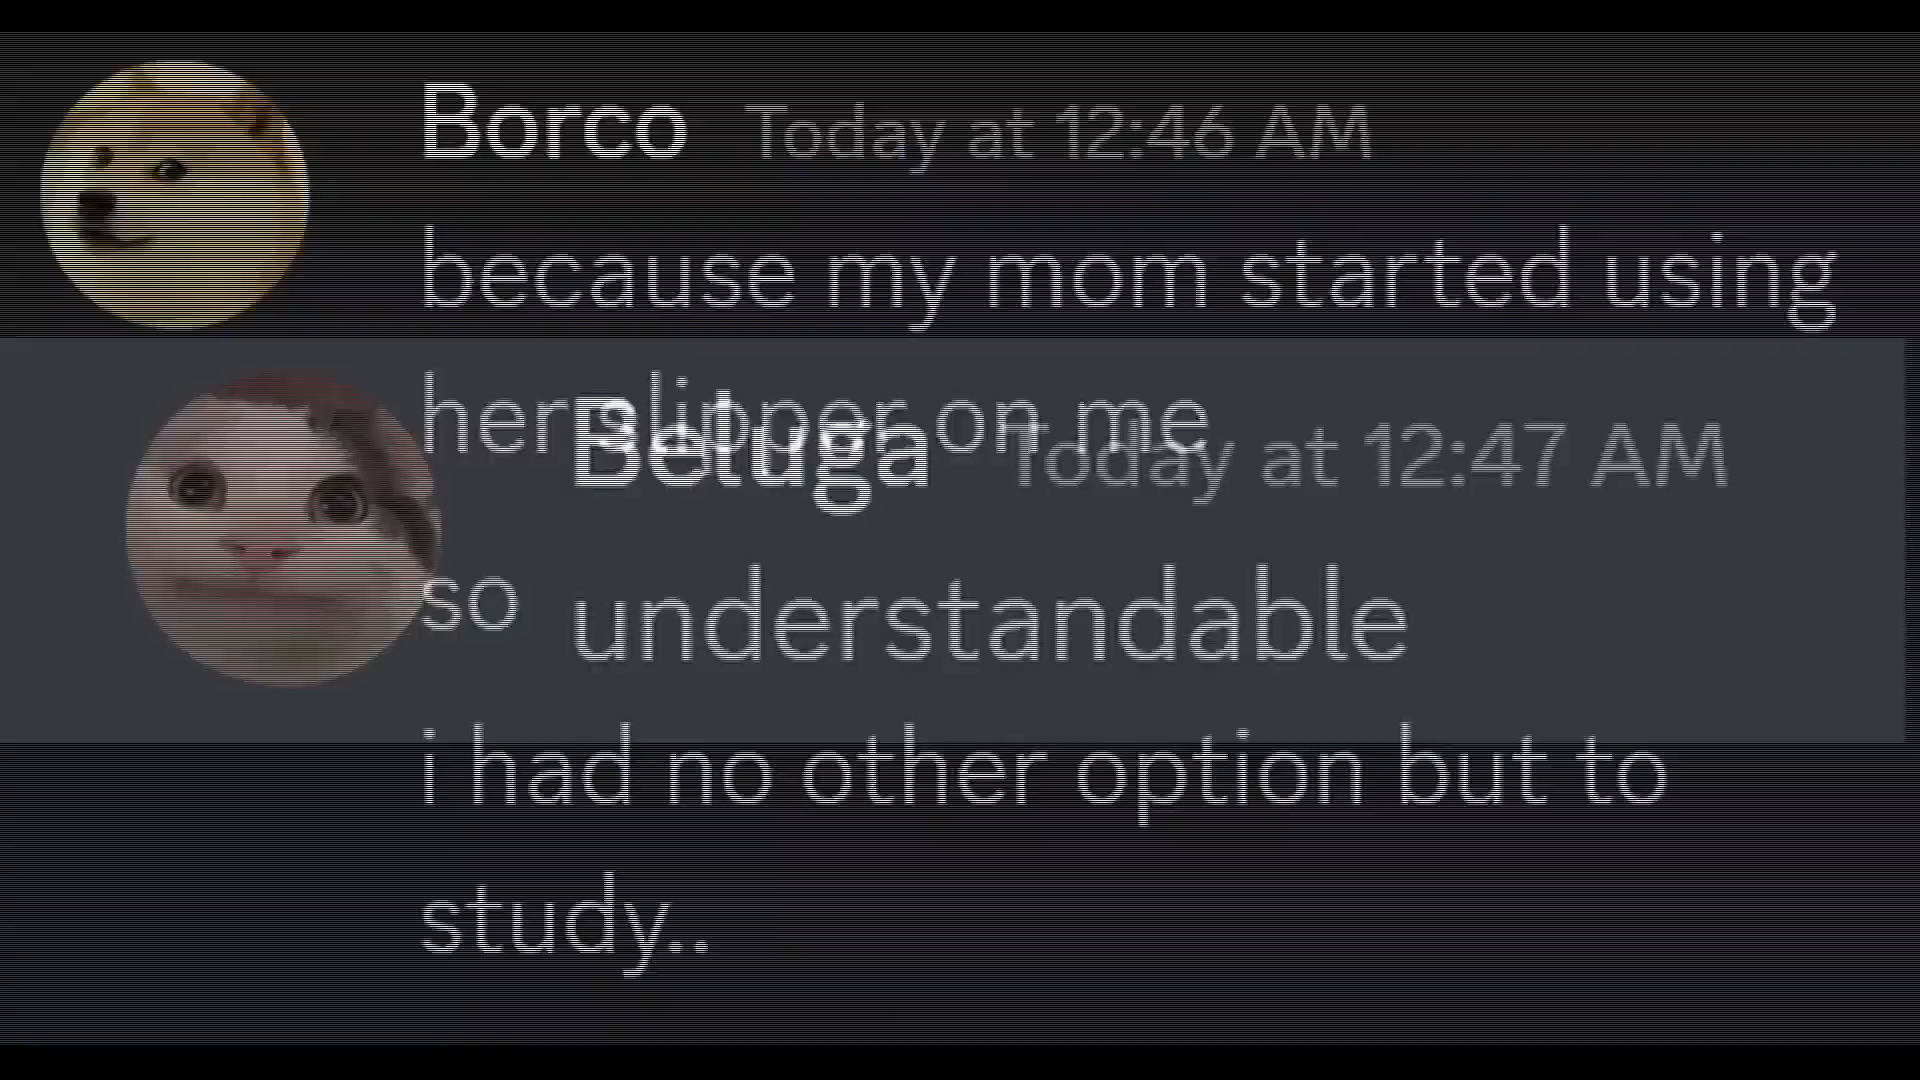 Borco Today at 12:46 AM
because my mom started using
her slipper on me
Beluga Today at 12:47 AM
so
understandable
i had no other option but to
study..